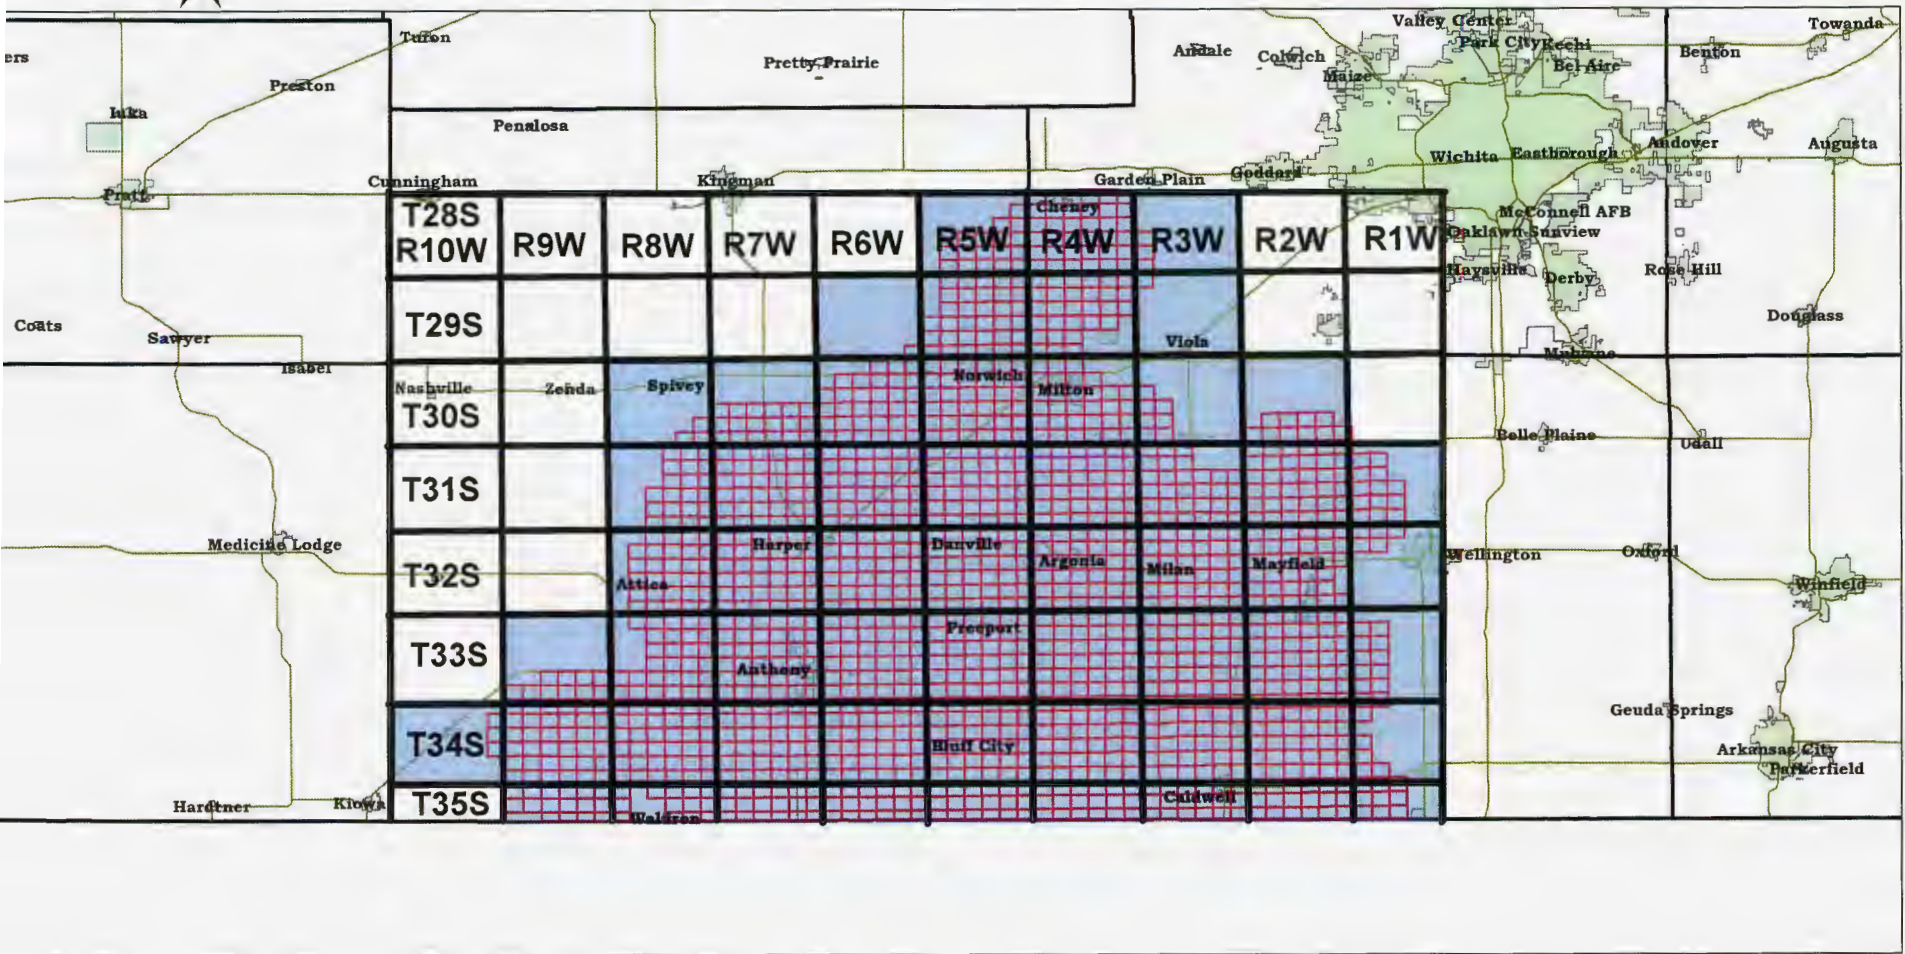 Valley Center
Towanda
Turon
Park City
Kechi
Andale
Colwich
Benton
ers
Pretty Prairie
Bel Aire
Maize
Preston
Iuka
Penalosa
Wichita
Eastborough
Andover
Augusta
Cunningham
Kingman
Garden Plain
Goddard
Pratt
T28S
R10W
R9W
R8W
R7W
R6W
R5W
Cheney
R4W
R3W
R2W
R1W
McConnell AFB
Oaklawn-Sunview
Haysville
Derby
Rose Hill
Coats
Sawyer
T29S
Viola
Douglass
Mulvane
Isabel
Nashville
Zenda
Spivey
Norwich
Milton
T30S
Belle Plaine
Udall
T31S
Medicine Lodge
Harper
Danville
Argonia
Milan
Mayfield
Wellington
Oxford
T32S
Attica
Winfield
T33S
Freeport
Anthony
Geuda Springs
T34S
Bluff City
Arkansas City
Parkerfield
Hardtner
Kiowa
T35S
Waldron
Caldwell